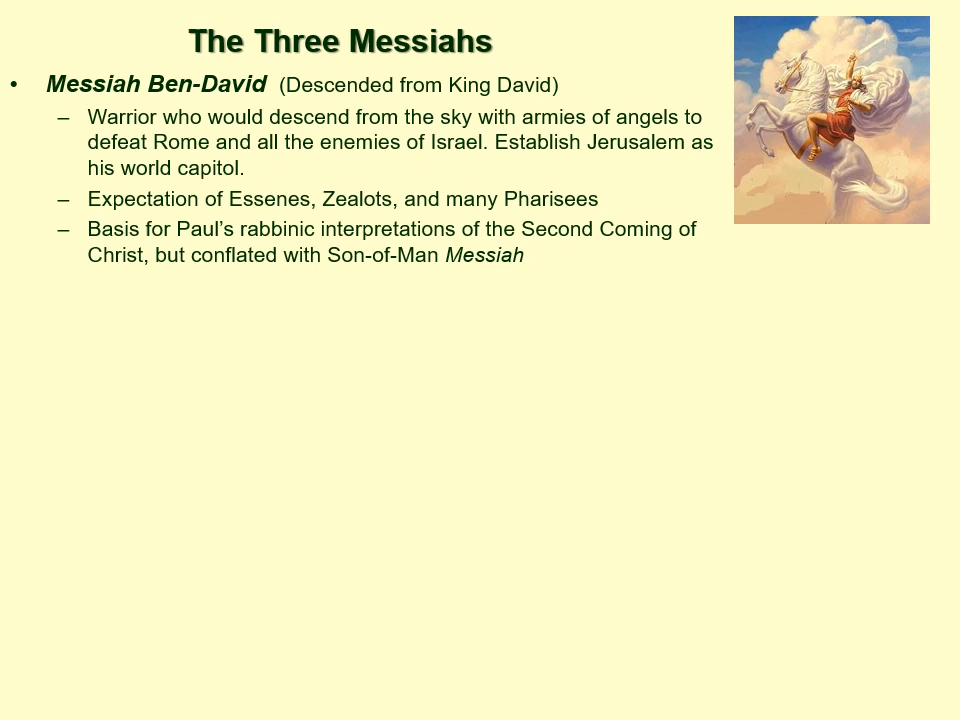 The Three Messiahs
• Messiah Ben-David (Descended from King David)
– Warrior who would descend from the sky with armies of angels to
defeat Rome and all the enemies of Israel. Establish Jerusalem as
his world capitol.
– Expectation of Essenes, Zealots, and many Pharisees
– Basis for Paul’s rabbinic interpretations of the Second Coming of
Christ, but conflated with Son-of-Man Messiah